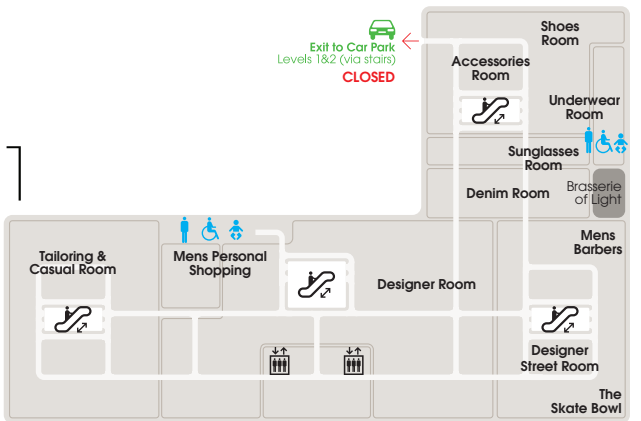 Shoes
Room
Exit to Car Park
Levels 1&2 (via stairs)
CLOSED
Accessories
Room
Underwear
Room
Sunglasses
Room
Denim Room
Brasserie
of Light
Mens
Barbers
Tailoring &
Casual Room
Mens Personal
Shopping
Designer Room
Designer
Street Room
The
Skate Bowl